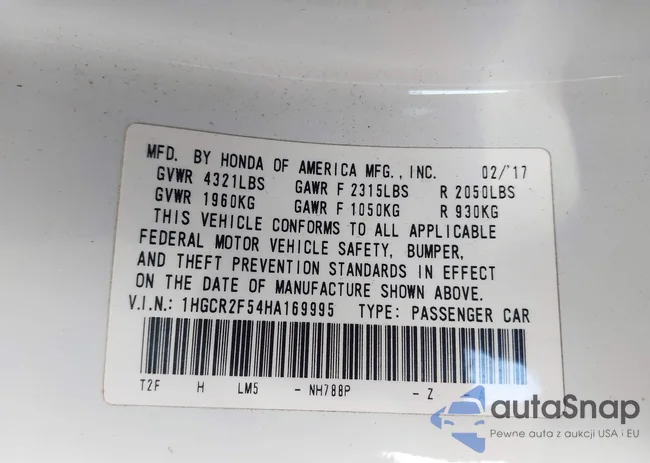 MFD. BY HONDA OF AMERICA MFG., INC. 02/'17
GVWR 4321LBS GAWR F 2315LBS R 2050LBS
GVWR 1960KG GAWR F 1050KG R 930KG
THIS VEHICLE CONFORMS TO ALL APPLICABLE
FEDERAL MOTOR VEHICLE SAFETY, BUMPER,
AND THEFT PREVENTION STANDARDS IN EFFECT
ON THE DATE OF MANUFACTURE SHOWN ABOVE.
V.I.N.: 1HGCR2F54HA169995 TYPE: PASSENGER CAR
T2F H LM5 - NH788P - Z
autaSnap
Pewne auta z aukcji USA i EU